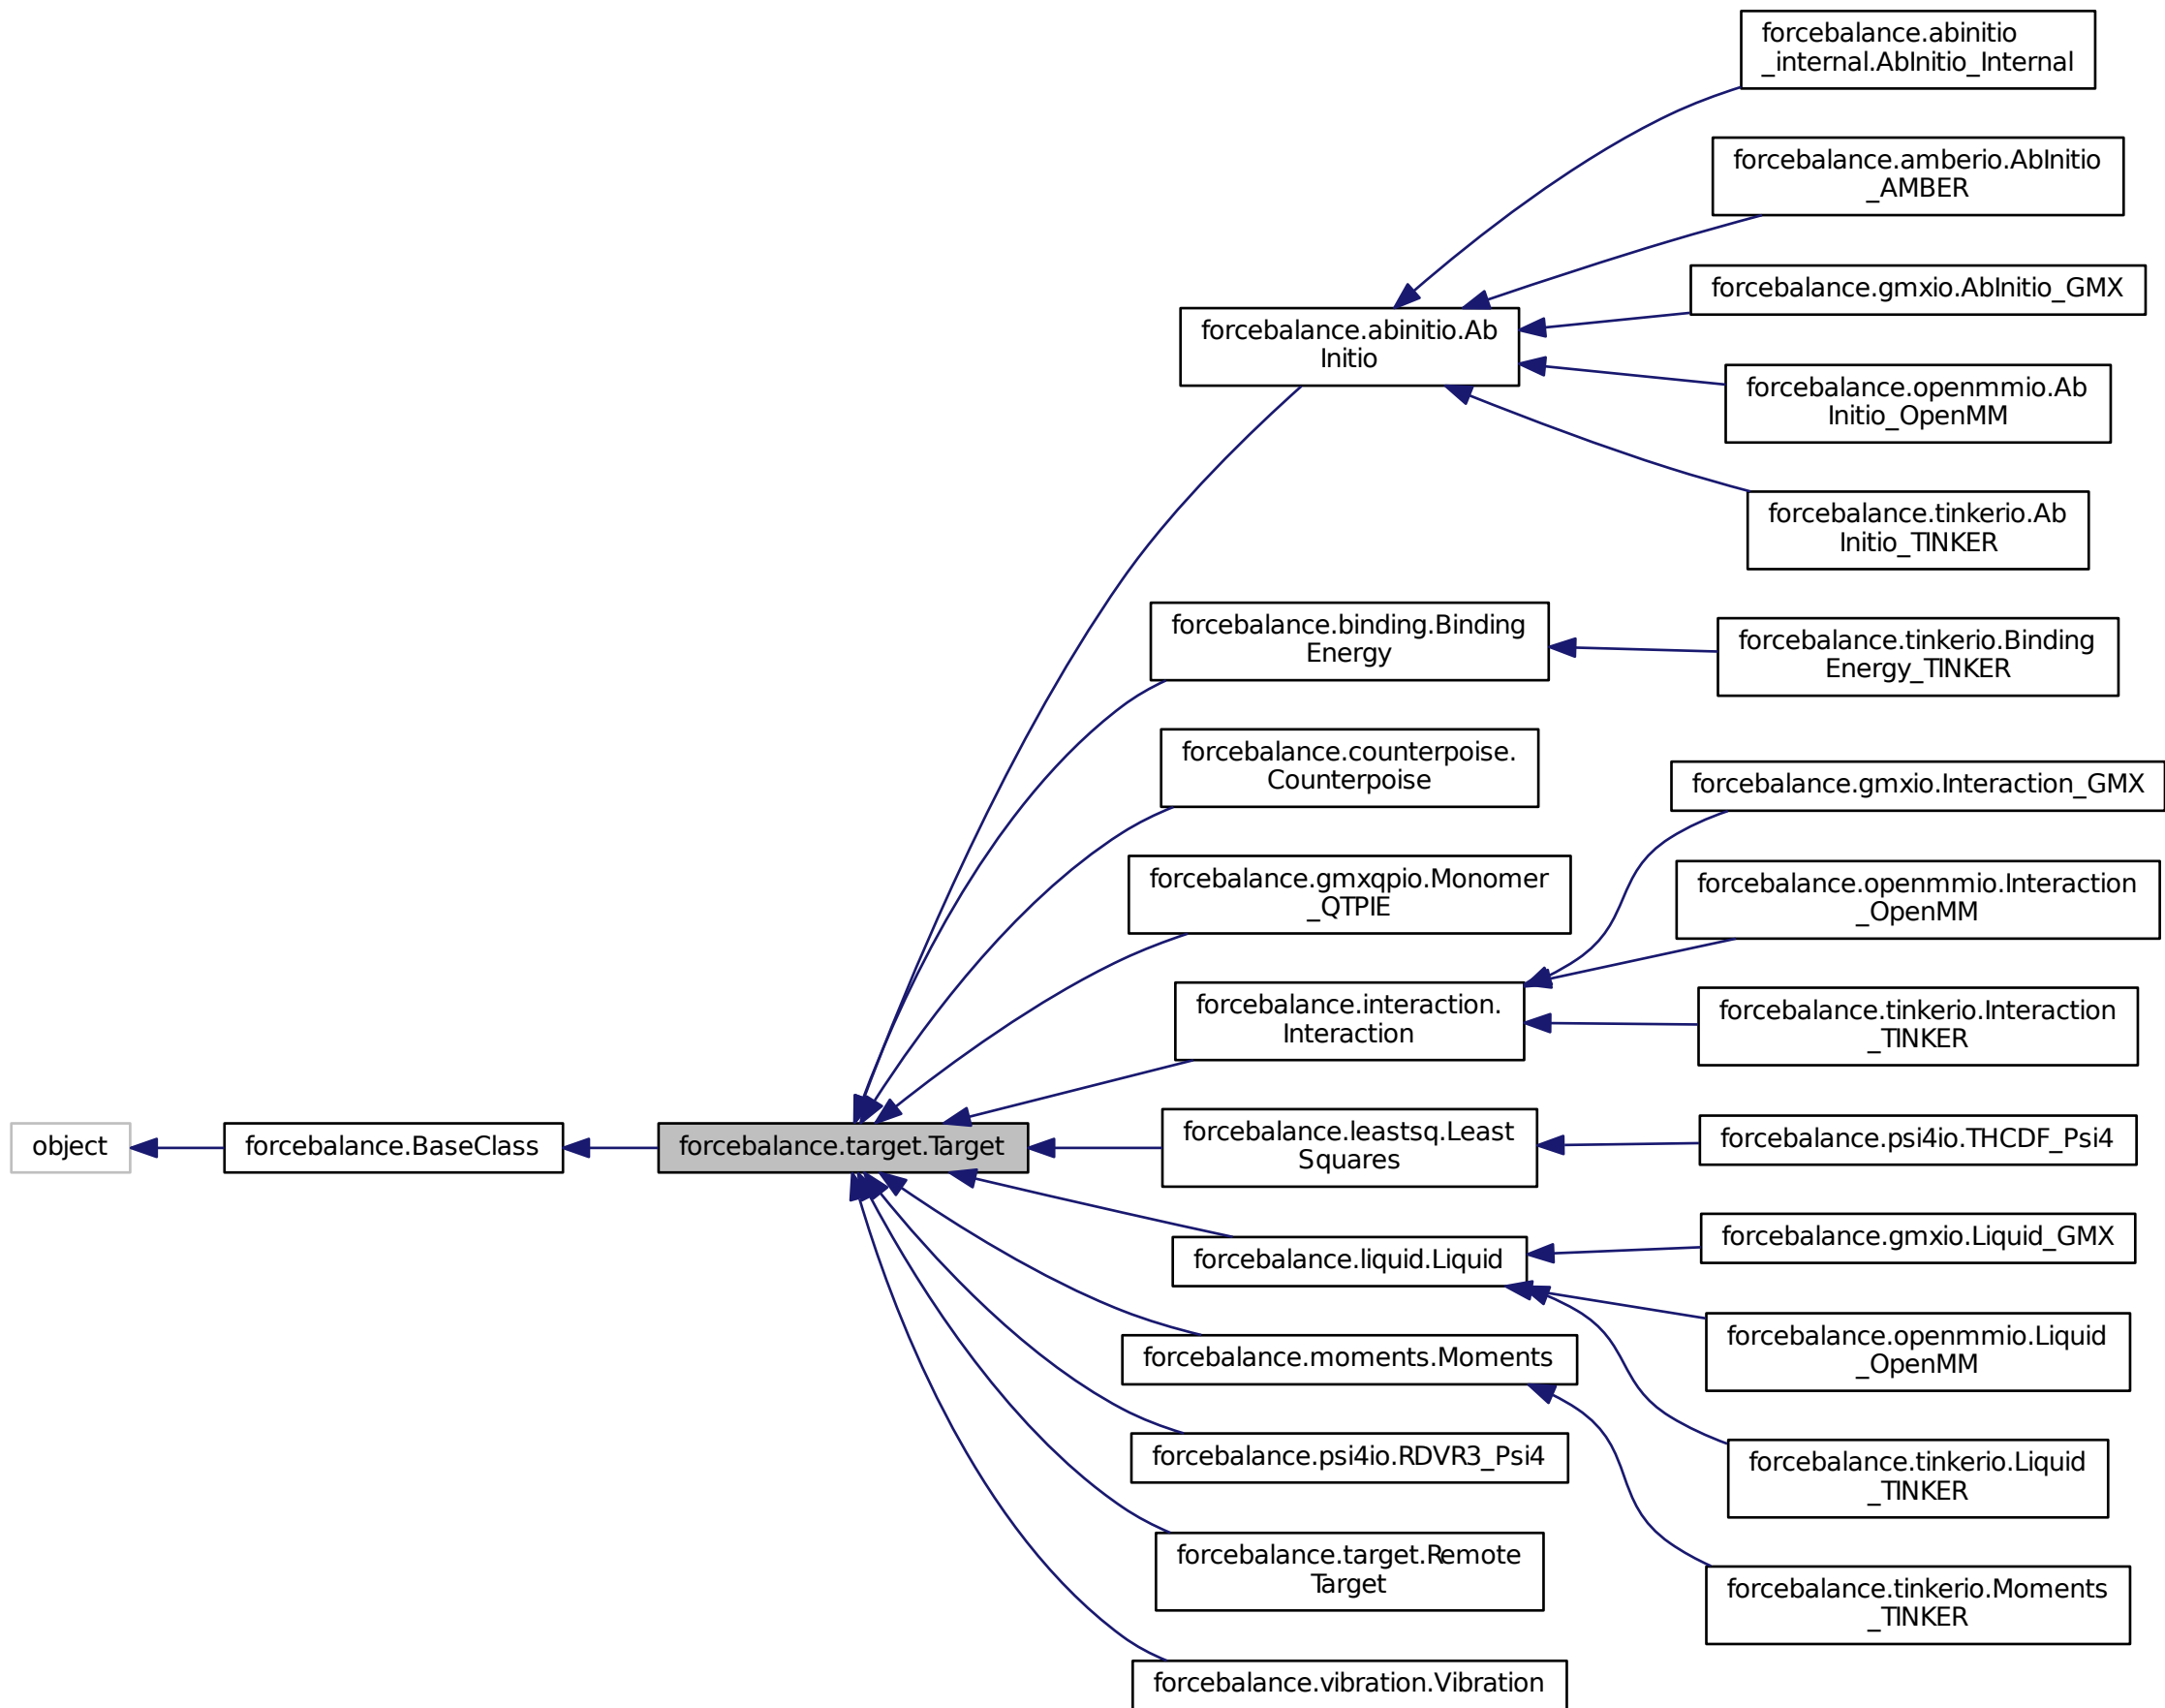 object
forcebalance.BaseClass
forcebalance.target.Target
forcebalance.abinitio.Ab
Initio
forcebalance.binding.Binding
Energy
forcebalance.counterpoise.
Counterpoise
forcebalance.gmxqpio.Monomer
_QTPIE
forcebalance.interaction.
Interaction
forcebalance.leastsq.Least
Squares
forcebalance.liquid.Liquid
forcebalance.moments.Moments
forcebalance.psi4io.RDVR3_Psi4
forcebalance.target.Remote
Target
forcebalance.vibration.Vibration
forcebalance.abinitio
_internal.AbInitio_Internal
forcebalance.amberio.AbInitio
_AMBER
forcebalance.gmxio.AbInitio_GMX
forcebalance.openmmio.Ab
Initio_OpenMM
forcebalance.tinkerio.Ab
Initio_TINKER
forcebalance.tinkerio.Binding
Energy_TINKER
forcebalance.gmxio.Interaction_GMX
forcebalance.openmmio.Interaction
_OpenMM
forcebalance.tinkerio.Interaction
_TINKER
forcebalance.psi4io.THCDF_Psi4
forcebalance.gmxio.Liquid_GMX
forcebalance.openmmio.Liquid
_OpenMM
forcebalance.tinkerio.Liquid
_TINKER
forcebalance.tinkerio.Moments
_TINKER